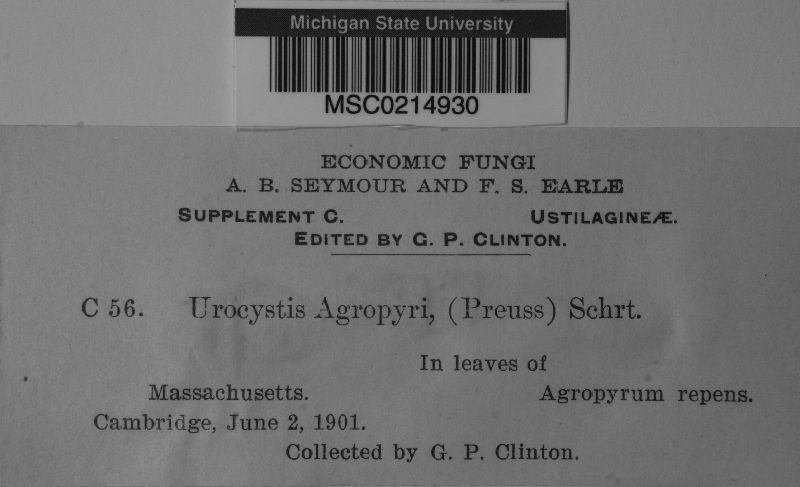 Michigan State University
MSC0214930
ECONOMIC FUNGI
A. B. SEYMOUR AND F. S. EARLE
SUPPLEMENT C. USTILAGINEÆ.
EDITED BY G. P. CLINTON.
C 56. Urocystis Agropyri, (Preuss) Schrt.
In leaves of
Massachusetts. Agropyrum repens.
Cambridge, June 2, 1901.
Collected by G. P. Clinton.